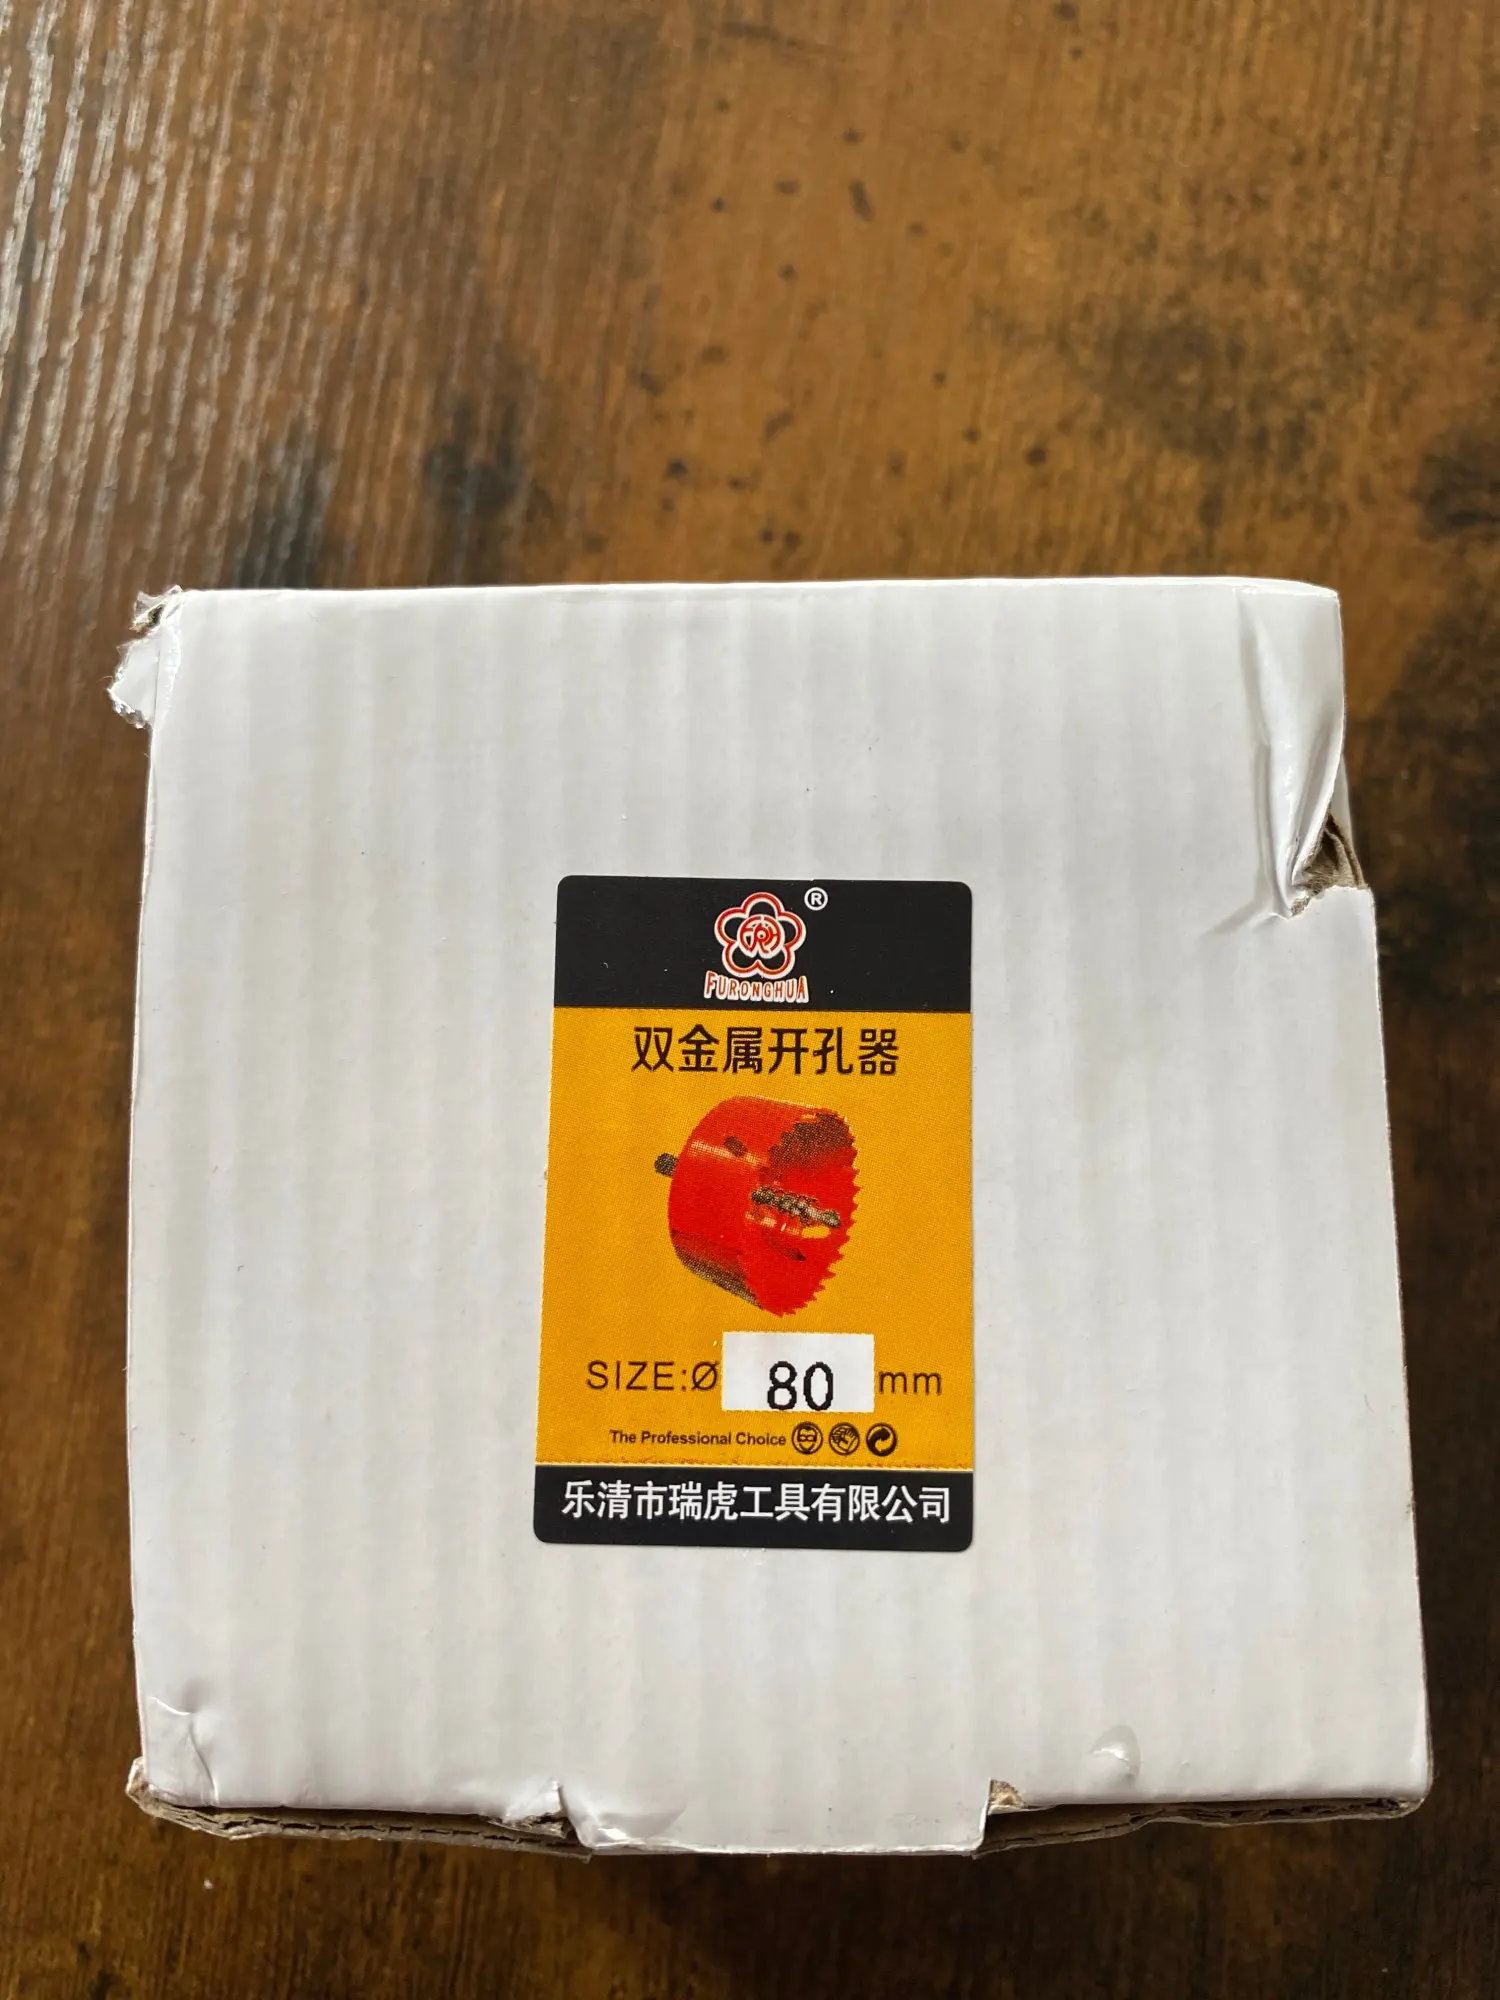 ®
FRH
FURONGHUA
双金属开孔器
SIZE:Ø 80 mm
The Professional Choice
乐清市瑞虎工具有限公司